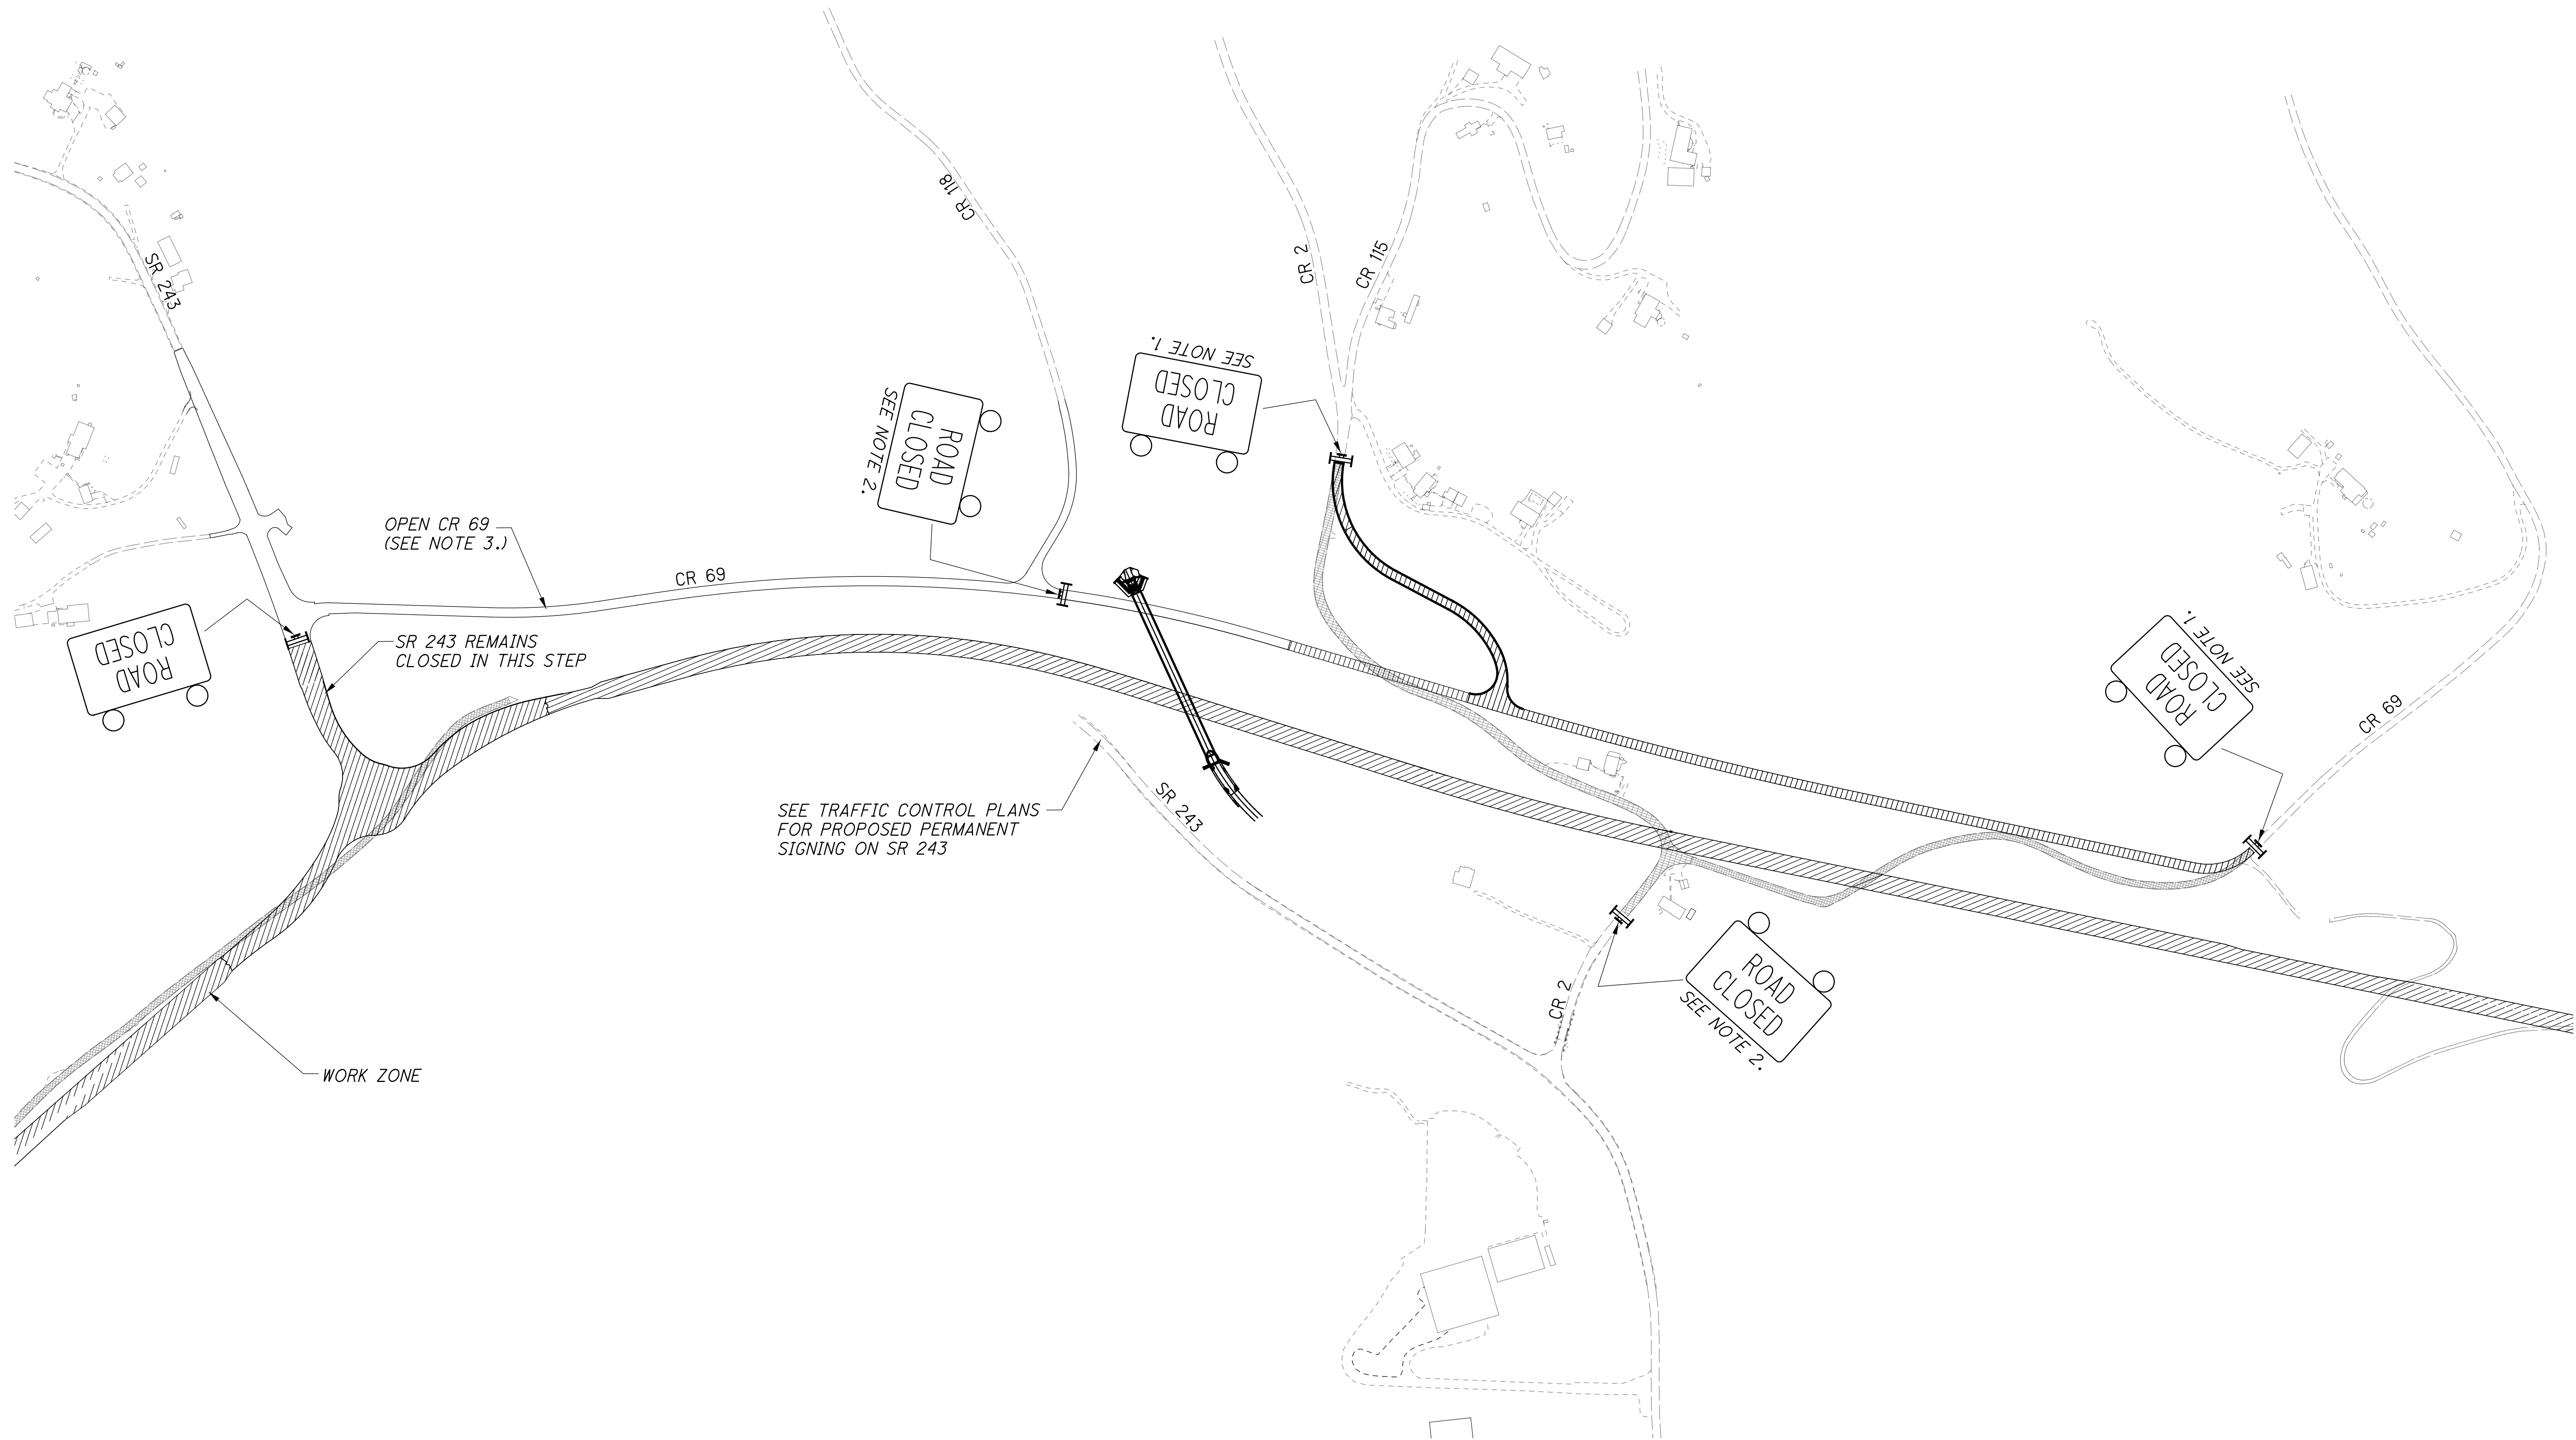 SR 243
CR 118
CR 2
CR 115
SEE NOTE 1.
ROAD
CLOSED
ROAD
CLOSED
SEE NOTE 2.
OPEN CR 69
(SEE NOTE 3.)
CR 69
ROAD
CLOSED
SR 243 REMAINS
CLOSED IN THIS STEP
SEE NOTE 1.
ROAD
CLOSED
CR 69
SEE TRAFFIC CONTROL PLANS
FOR PROPOSED PERMANENT
SIGNING ON SR 243
SR 243
CR 2
ROAD
CLOSED
SEE NOTE 2.
WORK ZONE